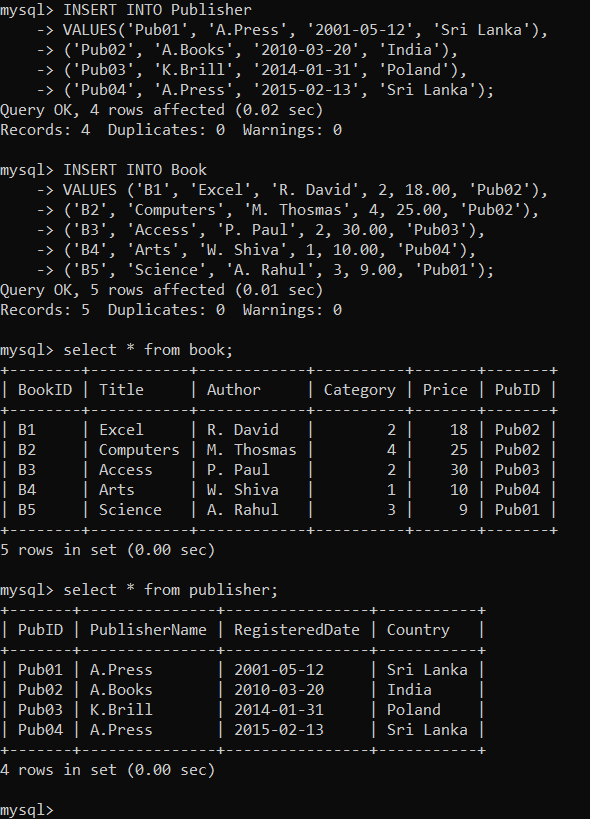 mysql> INSERT INTO Publisher
    -> VALUES('Pub01', 'A.Press', '2001-05-12', 'Sri Lanka'),
    -> ('Pub02', 'A.Books', '2010-03-20', 'India'),
    -> ('Pub03', 'K.Brill', '2014-01-31', 'Poland'),
    -> ('Pub04', 'A.Press', '2015-02-13', 'Sri Lanka');
Query OK, 4 rows affected (0.02 sec)
Records: 4  Duplicates: 0  Warnings: 0

mysql> INSERT INTO Book
    -> VALUES ('B1', 'Excel', 'R. David', 2, 18.00, 'Pub02'),
    -> ('B2', 'Computers', 'M. Thosmas', 4, 25.00, 'Pub02'),
    -> ('B3', 'Access', 'P. Paul', 2, 30.00, 'Pub03'),
    -> ('B4', 'Arts', 'W. Shiva', 1, 10.00, 'Pub04'),
    -> ('B5', 'Science', 'A. Rahul', 3, 9.00, 'Pub01');
Query OK, 5 rows affected (0.01 sec)
Records: 5  Duplicates: 0  Warnings: 0

mysql> select * from book;
+--------+-----------+------------+----------+-------+-------+
| BookID | Title     | Author     | Category | Price | PubID |
+--------+-----------+------------+----------+-------+-------+
| B1     | Excel     | R. David   |        2 |    18 | Pub02 |
| B2     | Computers | M. Thosmas |        4 |    25 | Pub02 |
| B3     | Access    | P. Paul    |        2 |    30 | Pub03 |
| B4     | Arts      | W. Shiva   |        1 |    10 | Pub04 |
| B5     | Science   | A. Rahul   |        3 |     9 | Pub01 |
+--------+-----------+------------+----------+-------+-------+
5 rows in set (0.00 sec)

mysql> select * from publisher;
+-------+---------------+----------------+-----------+
| PubID | PublisherName | RegisteredDate | Country   |
+-------+---------------+----------------+-----------+
| Pub01 | A.Press       | 2001-05-12     | Sri Lanka |
| Pub02 | A.Books       | 2010-03-20     | India     |
| Pub03 | K.Brill       | 2014-01-31     | Poland    |
| Pub04 | A.Press       | 2015-02-13     | Sri Lanka |
+-------+---------------+----------------+-----------+
4 rows in set (0.00 sec)

mysql>